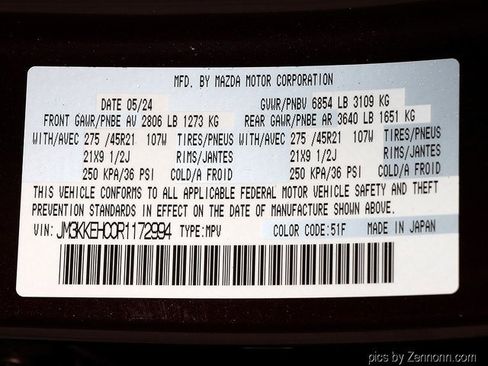 MFD. BY MAZDA MOTOR CORPORATION
DATE 05/24 GVWR/PNBV 6854 LB 3109 KG
FRONT GAWR/PNBE AV 2806 LB 1273 KG REAR GAWR/PNBE AR 3640 LB 1651 KG
WITH/AVEC 275 /45R21 107W TIRES/PNEUS WITH/AVEC 275 /45R21 107W TIRES/PNEUS
21X9 1/2J RIMS/JANTES 21X9 1/2J RIMS/JANTES
250 KPA/36 PSI COLD/A FROID 250 KPA/36 PSI COLD/A FROID
THIS VEHICLE CONFORMS TO ALL APPLICABLE FEDERAL MOTOR VEHICLE SAFETY AND THEFT
PREVENTION STANDARDS IN EFFECT ON THE DATE OF MANUFACTURE SHOWN ABOVE.
VIN: JM3KKEHC0R1172994 TYPE:MPV COLOR CODE:51F MADE IN JAPAN
pics by Zennonn.com